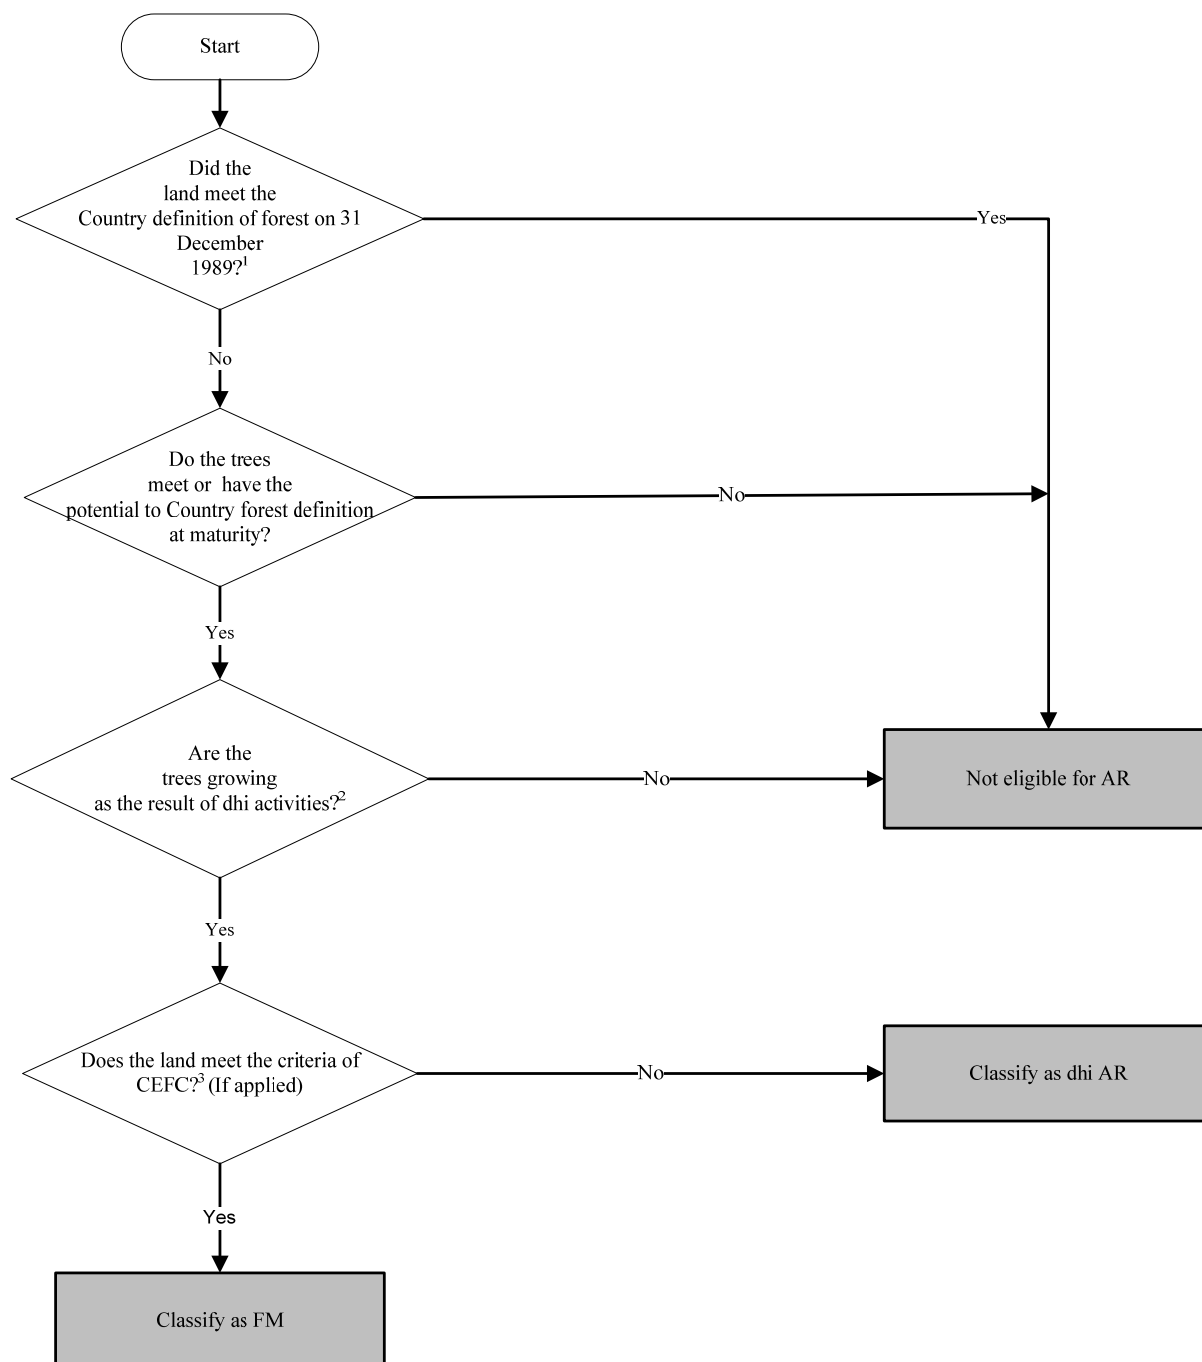 Start
Did the
land meet the
Country definition of forest on 31
December
1989?¹
Yes
No
Do the trees
meet or have the
potential to Country forest definition
at maturity?
No
Yes
Are the
trees growing
as the result of dhi activities?²
No
Not eligible for AR
Yes
Does the land meet the criteria of
CEFC?³ (If applied)
No
Classify as dhi AR
Yes
Classify as FM